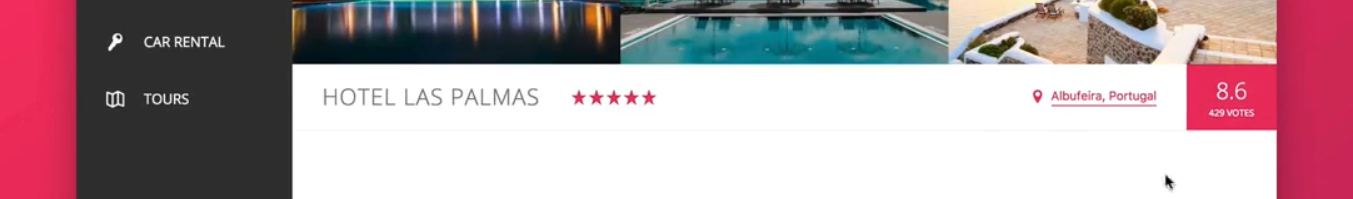 CAR RENTAL
TOURS
HOTEL LAS PALMAS
Albufeira, Portugal
8.6
429 VOTES